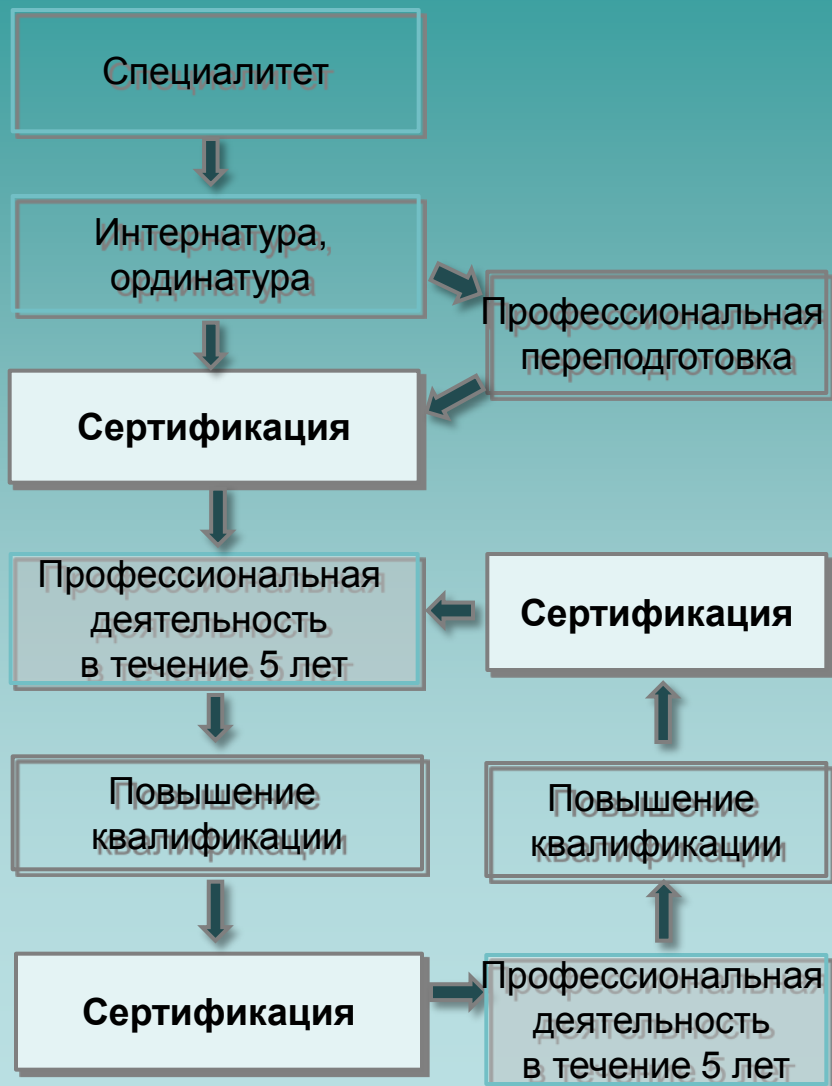 Специалитет
Интернатура,
ординатура
Профессиональная
переподготовка
Сертификация
Профессиональная
деятельность
в течение 5 лет
Сертификация
Повышение
квалификации
Повышение
квалификации
Сертификация
Профессиональная
деятельность
в течение 5 лет